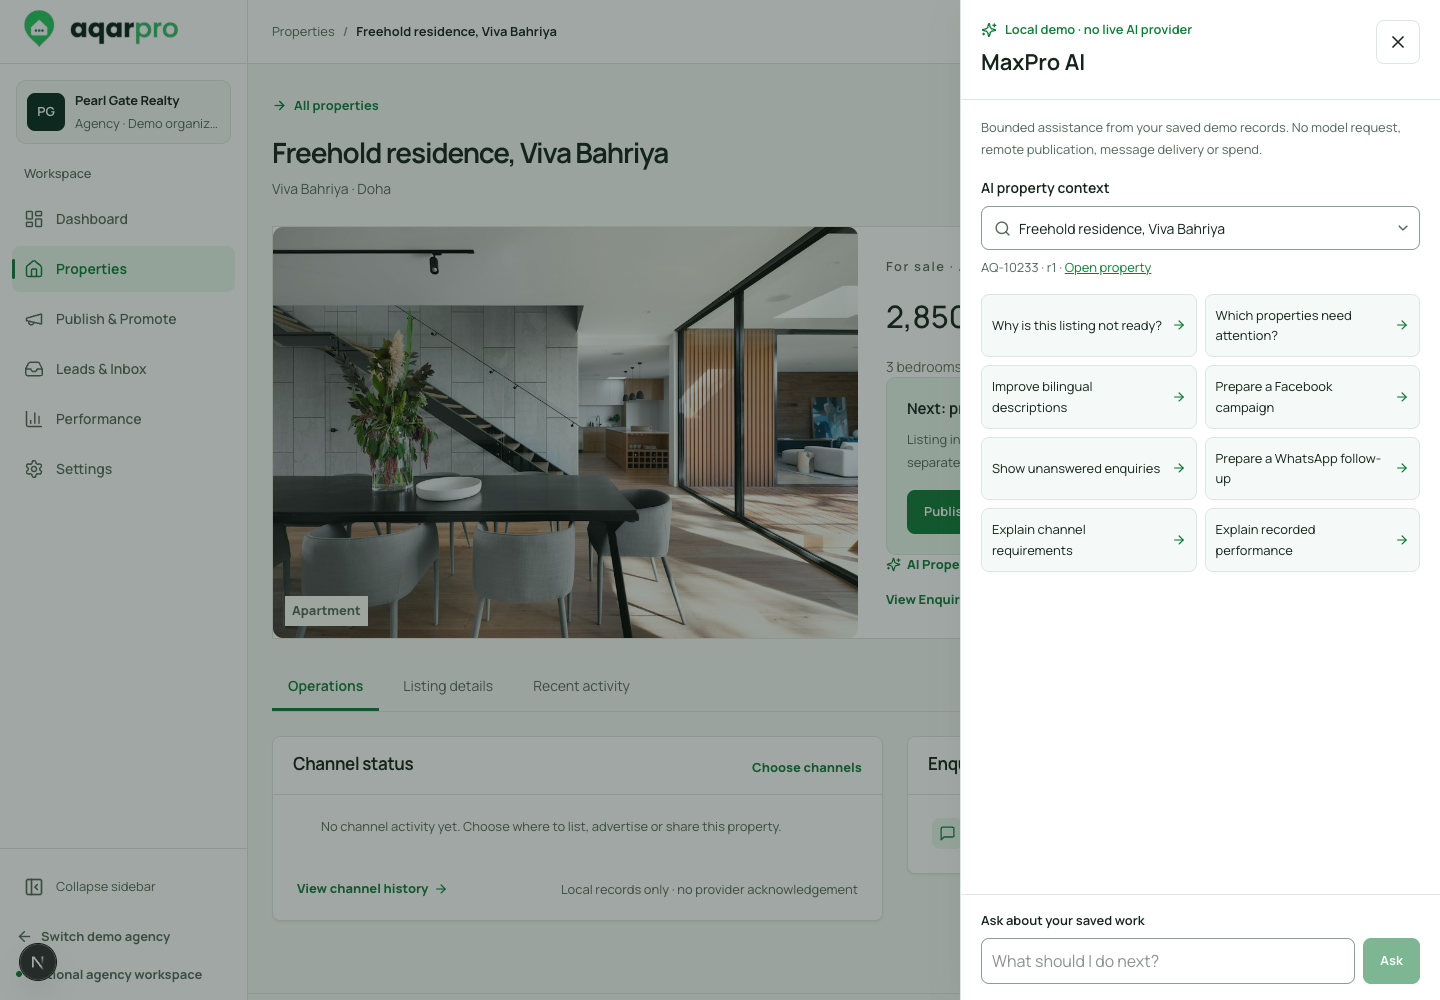 aqarpro
PG
Pearl Gate Realty
Agency · Demo organiz...
Workspace
Dashboard
Properties
Publish & Promote
Leads & Inbox
Performance
Settings
Collapse sidebar
Switch demo agency
agency workspace
N
Properties / Freehold residence, Viva Bahriya
All properties
Freehold residence, Viva Bahriya
Viva Bahriya · Doha
Apartment
For sale ·
2,850
3 bedrooms
Next:
Listing in
separate
AI
View
Operations
Listing details
Recent activity
Channel status
Choose channels
No channel activity yet. Choose where to list, advertise or share this property.
View channel history
Local records only · no provider acknowledgement
Local demo · no live AI provider
MaxPro AI
Bounded assistance from your saved demo records. No model request,
remote publication, message delivery or spend.
AI property context
Freehold residence, Viva Bahriya
AQ-10233 · r1 · Open property
Why is this listing not ready?
Which properties need
attention?
Improve bilingual
descriptions
Prepare a Facebook
campaign
Show unanswered enquiries
Prepare a WhatsApp follow-
up
Explain channel
requirements
Explain recorded
performance
Ask about your saved work
What should I do next?
Ask